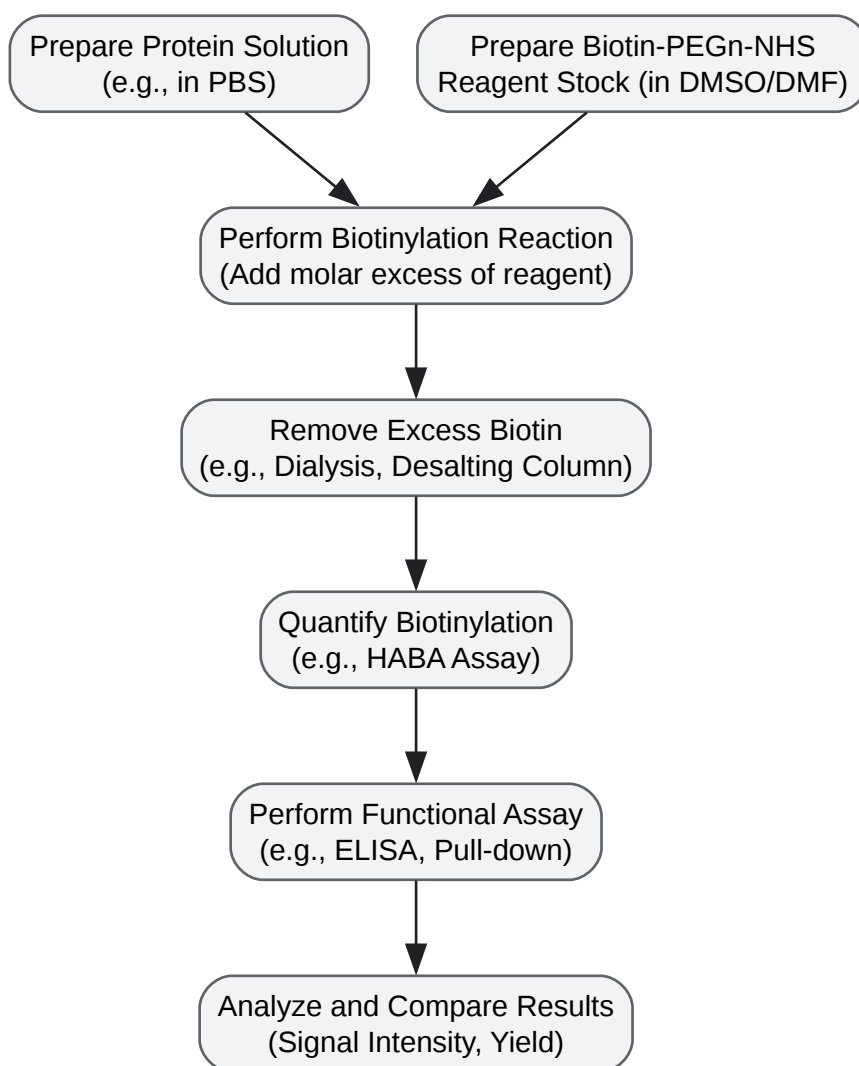 Prepare Protein Solution
(e.g., in PBS)
Prepare Biotin-PEGn-NHS
Reagent Stock (in DMSO/DMF)
Perform Biotinylation Reaction
(Add molar excess of reagent)
Remove Excess Biotin
(e.g., Dialysis, Desalting Column)
Quantify Biotinylation
(e.g., HABA Assay)
Perform Functional Assay
(e.g., ELISA, Pull-down)
Analyze and Compare Results
(Signal Intensity, Yield)